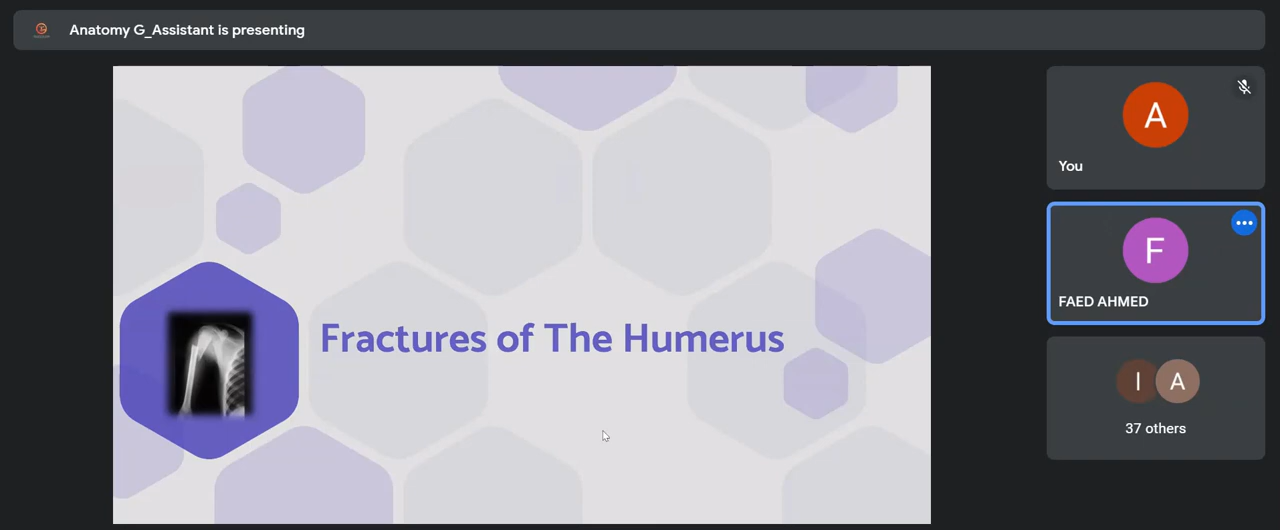 Anatomy G_Assistant is presenting
Fractures of The Humerus
A
You
F
FAED AHMED
I A
37 others